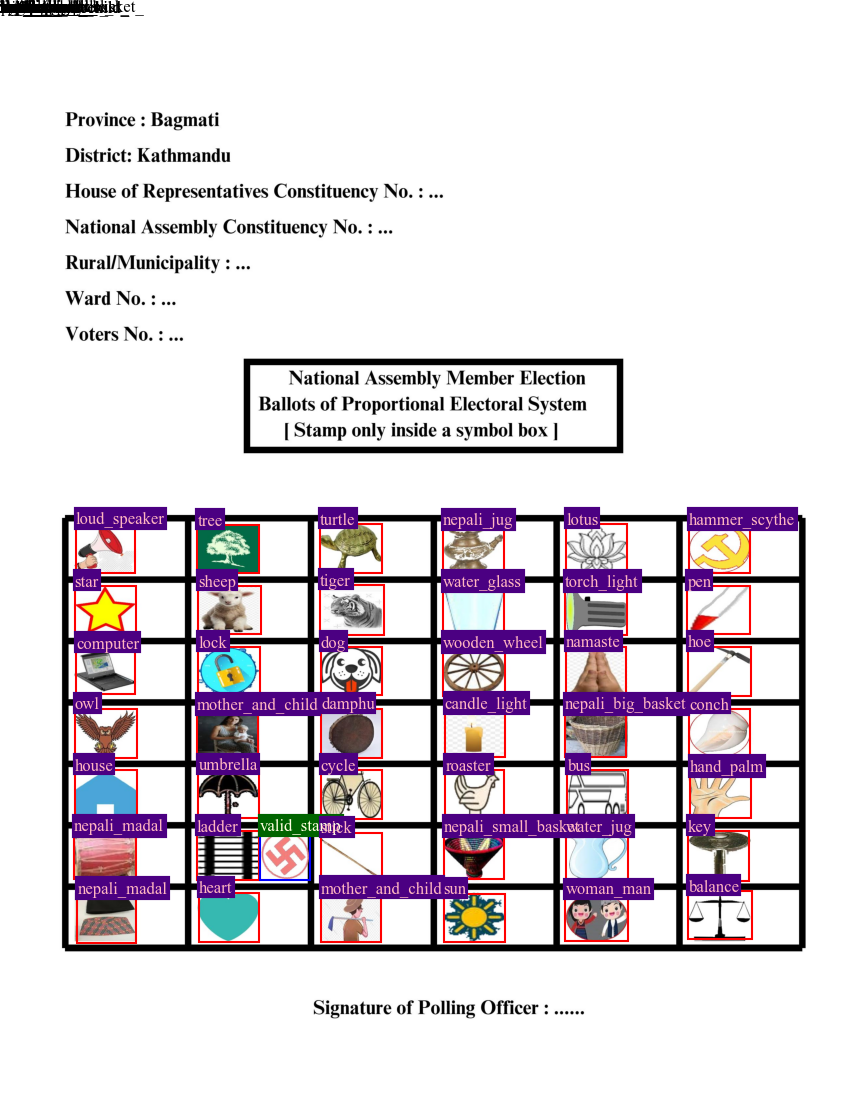 Province : Bagmati
District: Kathmandu
House of Representatives Constituency No. : ...
National Assembly Constituency No. : ...
Rural/Municipality : ...
Ward No. : ...
Voters No. : ...
National Assembly Member Election
Ballots of Proportional Electoral System
[ Stamp only inside a symbol box ]
loud_speaker tree turtle nepali_jug lotus hammer_scythe
star sheep tiger water_glass torch_light pen
computer lock dog wooden_wheel namaste hoe
owl mother_and_child damphu candle_light nepali_big_basket conch
house umbrella cycle roaster bus hand_palm
nepali_madal ladder valid_stamp nepali_small_basket water_jug key
nepali_madal heart mother_and_child sun woman_man balance
Signature of Polling Officer : ......